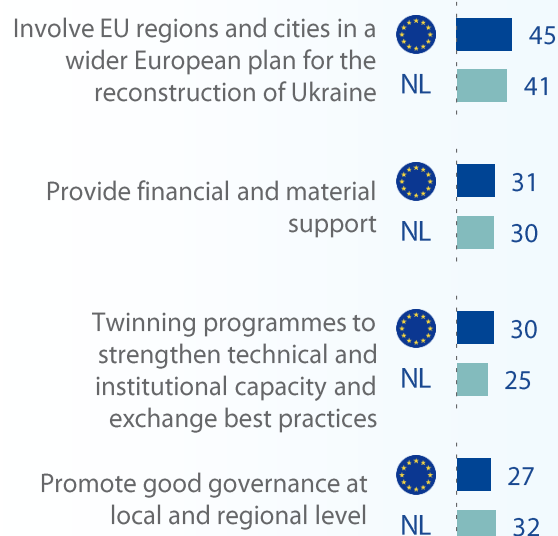 Involve EU regions and cities in a
wider European plan for the
reconstruction of Ukraine
45
NL
41
Provide financial and material
support
31
NL
30
Twinning programmes to
strengthen technical and
institutional capacity and
exchange best practices
30
NL
25
Promote good governance at
local and regional level
27
NL
32